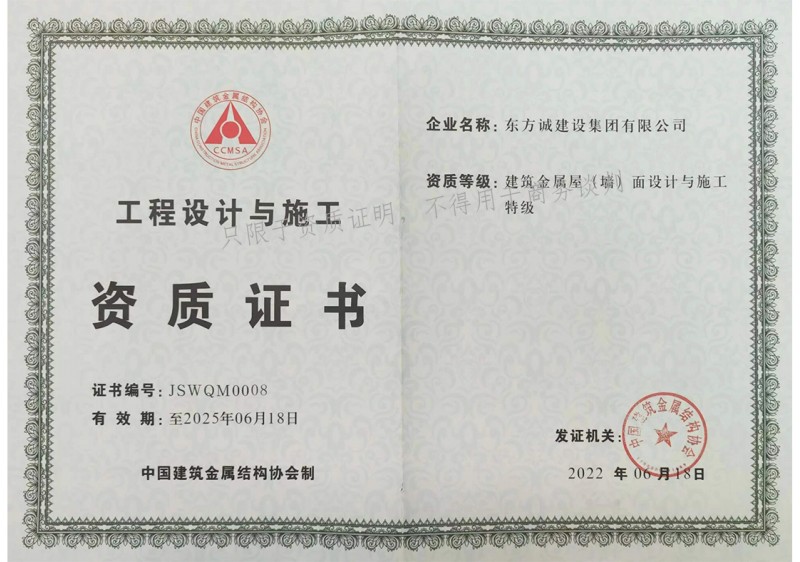 中国建筑金属结构协会
CCMSA
工程设计与施工
资质证书
证书编号：JSWQM0008
有 效 期：至2025年06月18日
中国建筑金属结构协会制
企业名称：东方诚建设集团有限公司
资质等级：建筑金属屋（墙）面设计与施工
特级
只限于资质证明，不得用于商务谈判
发证机关：
中国建筑金属结构协会
2022 年 06 月 18 日